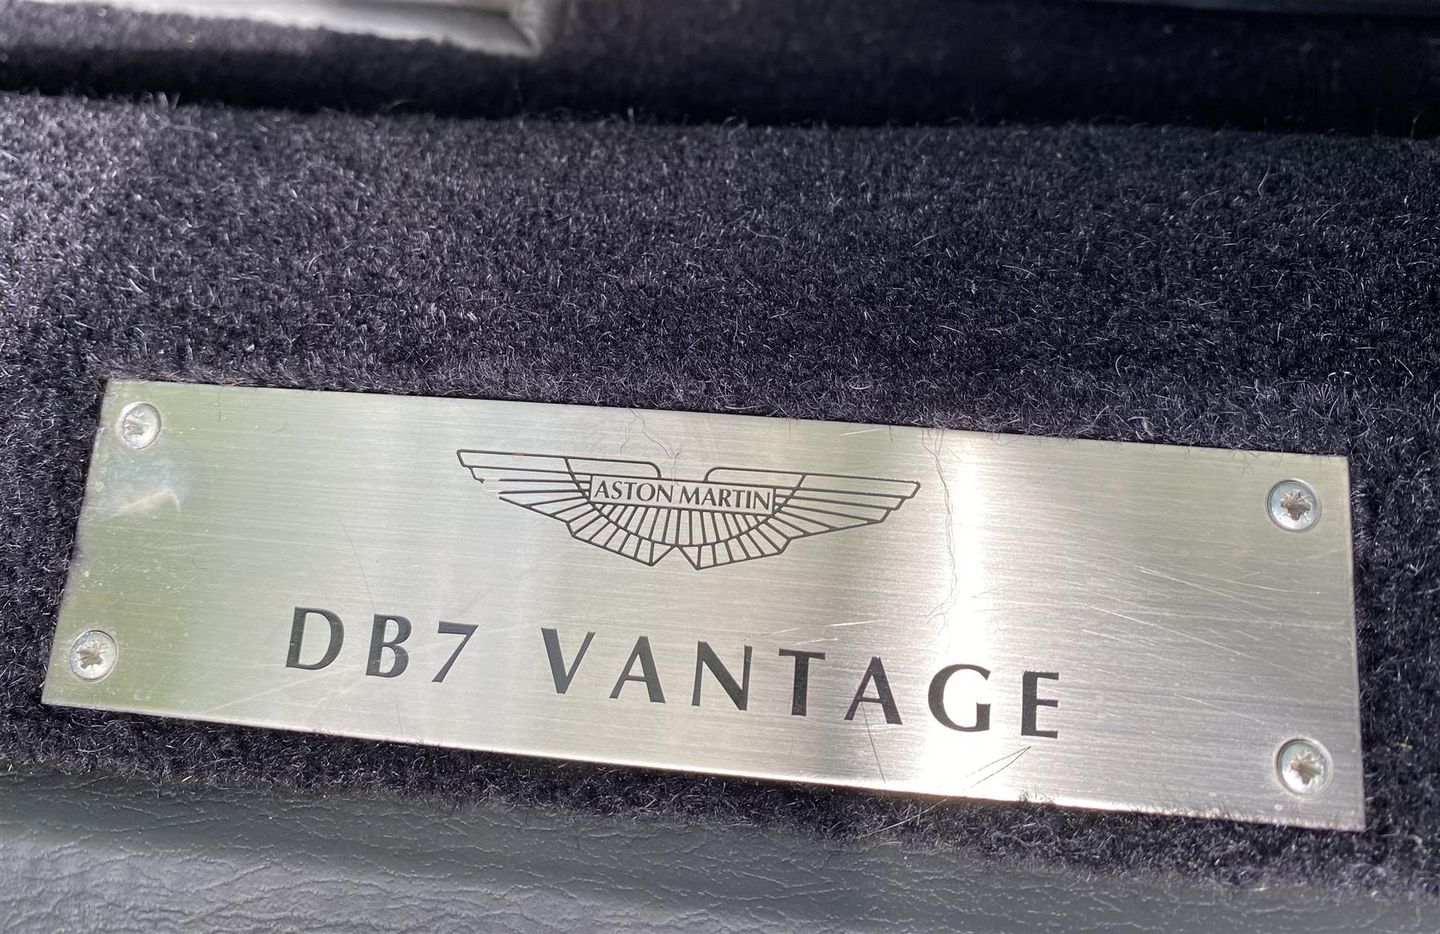 ASTON MARTIN
DB7 VANTAGE